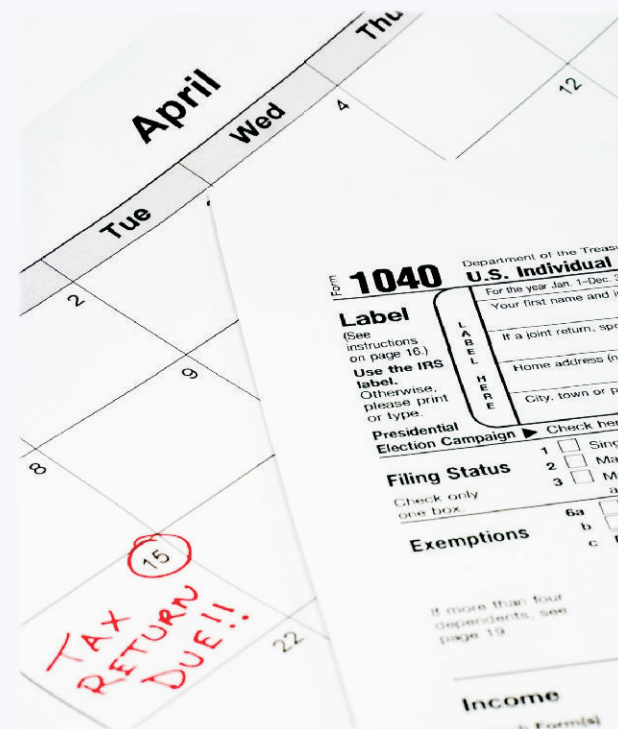 April
Tue
Wed
Thu
2
4
12
9
8
15
22
TAX
RETURN
DUE!!
Form 1040
Department of the
U.S. Individual
For the year Jan. 1–Dec.
Your first name and
If a joint return,
Home address
City, town or
LABEL HERE
Label
(See
instructions
on page 16.)
Use the IRS
label.
Otherwise,
please print
or type.
Presidential
Election Campaign ▶ Check
Filing Status
Check only
one box.
1
2
3
Exemptions
6a
b
c
If more than four
dependents, see
page 19.
Income